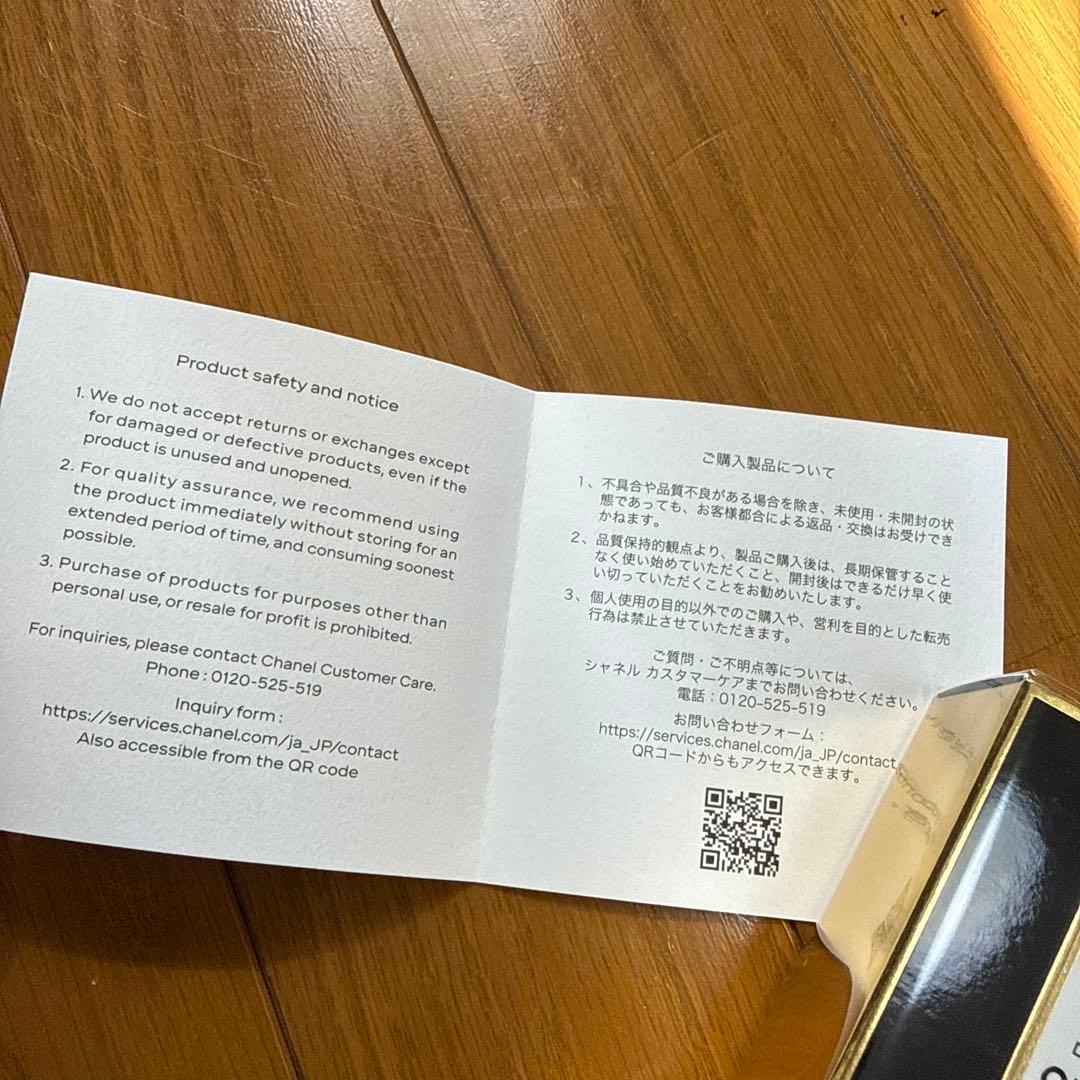 Product safety and notice
1. We do not accept returns or exchanges except
for damaged or defective products, even if the
product is unused and unopened.
2. For quality assurance, we recommend using
the product immediately without storing for an
extended period of time, and consuming soonest
possible.
3. Purchase of products for purposes other than
personal use, or resale for profit is prohibited.
For inquiries, please contact Chanel Customer Care.
Phone : 0120-525-519
Inquiry form :
https://services.chanel.com/ja_JP/contact
Also accessible from the QR code
ご購入製品について
1、不具合や品質不良がある場合を除き、未使用・未開封の状
態であっても、お客様都合による返品・交換はお受けでき
かねます。
2、品質保持的観点より、製品ご購入後は、長期保管すること
なく使い始めていただくこと、開封後はできるだけ早く使
い切っていただくことをお勧めいたします。
3、個人使用の目的以外でのご購入や、営利を目的とした転売
行為は禁止させていただきます。
ご質問・ご不明点等については、
シャネル カスタマーケアまでお問い合わせください。
電話：0120-525-519
お問い合わせフォーム：
https://services.chanel.com/ja_JP/contact
QRコードからもアクセスできます。